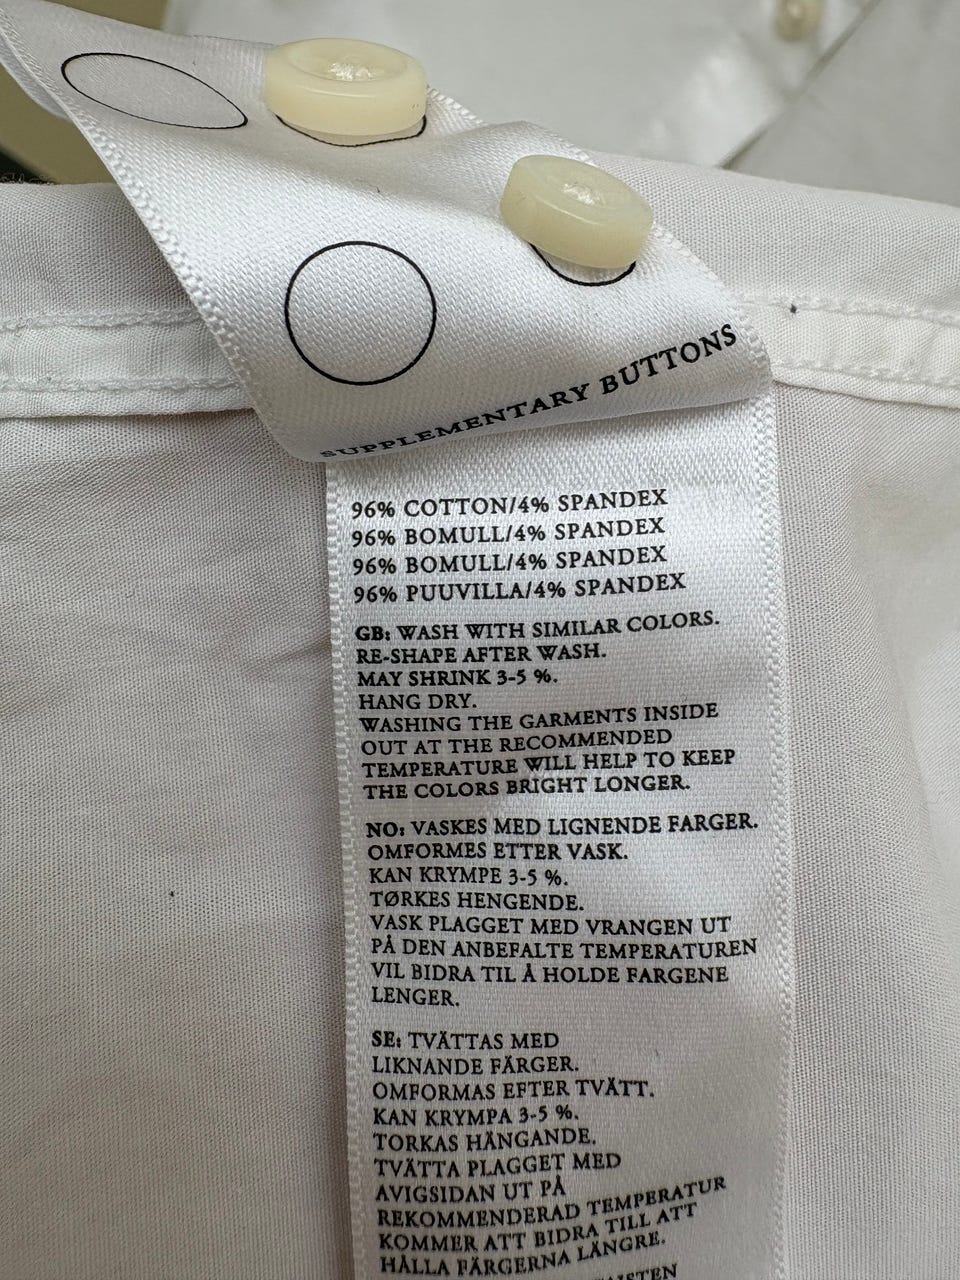 SUPPLEMENTARY BUTTONS
96% COTTON/4% SPANDEX
96% BOMULL/4% SPANDEX
96% BOMULL/4% SPANDEX
96% PUUVILLA/4% SPANDEX
GB: WASH WITH SIMILAR COLORS.
RE-SHAPE AFTER WASH.
MAY SHRINK 3-5 %.
HANG DRY.
WASHING THE GARMENTS INSIDE
OUT AT THE RECOMMENDED
TEMPERATURE WILL HELP TO KEEP
THE COLORS BRIGHT LONGER.
NO: VASKES MED LIGNENDE FARGER.
OMFORMES ETTER VASK.
KAN KRYMPE 3-5 %.
TØRKES HENGENDE.
VASK PLAGGET MED VRANGEN UT
PÅ DEN ANBEFALTE TEMPERATUREN
VIL BIDRA TIL Å HOLDE FARGENE
LENGER.
SE: TVÄTTAS MED
LIKNANDE FÄRGER.
OMFORMAS EFTER TVÄTT.
KAN KRYMPA 3-5 %.
TORKAS HÄNGANDE.
TVÄTTA PLAGGET MED
AVIGSIDAN UT PÅ
REKOMMENDERAD TEMPERATUR
KOMMER ATT BIDRA TILL ATT
HÅLLA FÄRGERNA LÄNGRE.